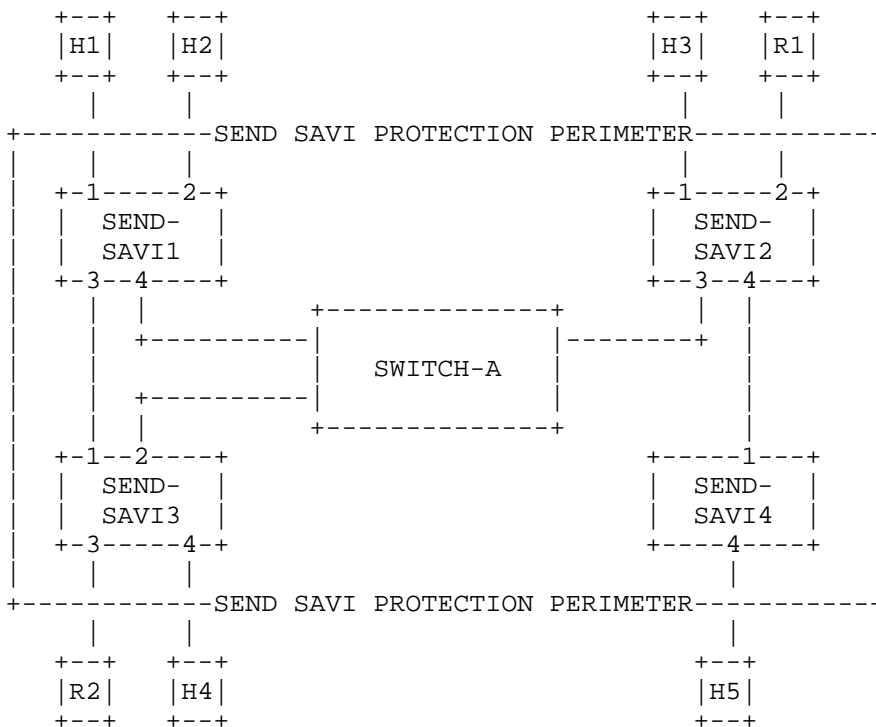 H1 H2 H3 R1
SEND SAVI PROTECTION PERIMETER
1 2 1 2
SEND- SEND-
SAVI1 SAVI2
3 4 3 4
SWITCH-A
1 2 1
SEND- SEND-
SAVI3 SAVI4
3 4 4
SEND SAVI PROTECTION PERIMETER
R2 H4 H5